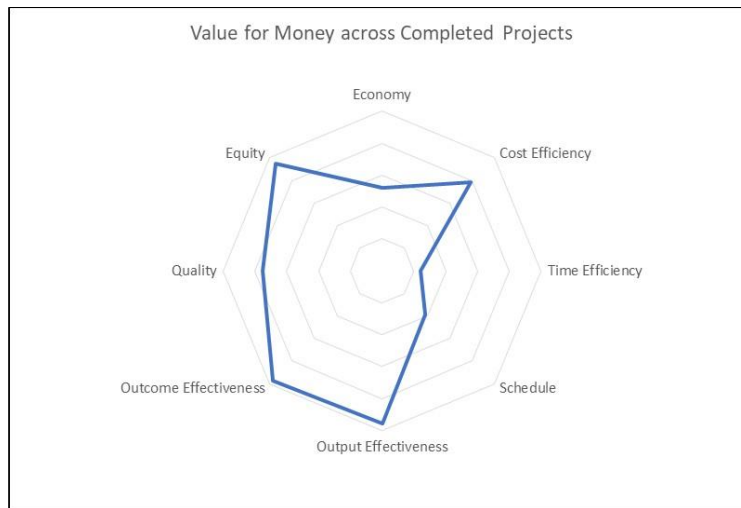 Value for Money across Completed Projects
Economy
Equity
Cost Efficiency
Quality
Time Efficiency
Outcome Effectiveness
Schedule
Output Effectiveness